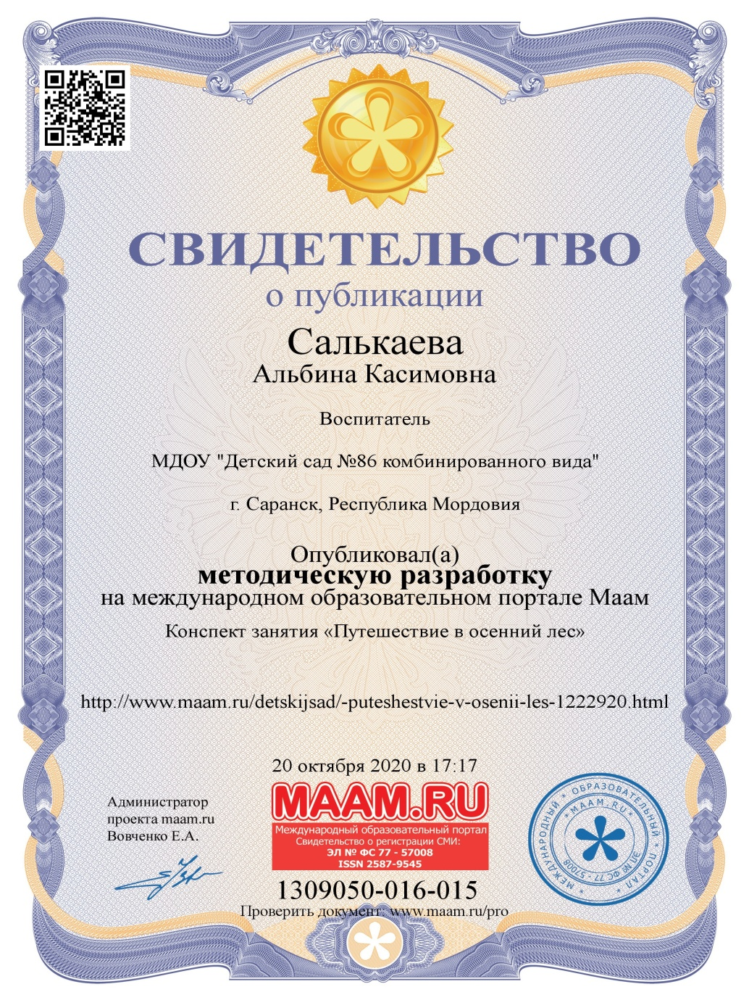 СВИДЕТЕЛЬСТВО
о публикации
Салькаева
Альбина Касимовна
Воспитатель
МДОУ "Детский сад №86 комбинированного вида"
г. Саранск, Республика Мордовия
Опубликовал(а)
методическую разработку
на международном образовательном портале Маам
Конспект занятия «Путешествие в осенний лес»
http://www.maam.ru/detskijsad/-puteshestvie-v-osenii-les-1222920.html
20 октября 2020 в 17:17
Администратор
проекта maam.ru
Вовченко Е.А.
MAAM.RU
Международный образовательный портал
Свидетельство о регистрации СМИ:
ЭЛ № ФС 77 - 57008
ISSN 2587-9545
1309050-016-015
Проверить документ: www.maam.ru/pro
* МЕЖДУНАРОДНЫЙ * ОБРАЗОВАТЕЛЬНЫЙ * ПОРТАЛ *
* МААМ.RU *
ЭЛ № ФС 77 - 57008